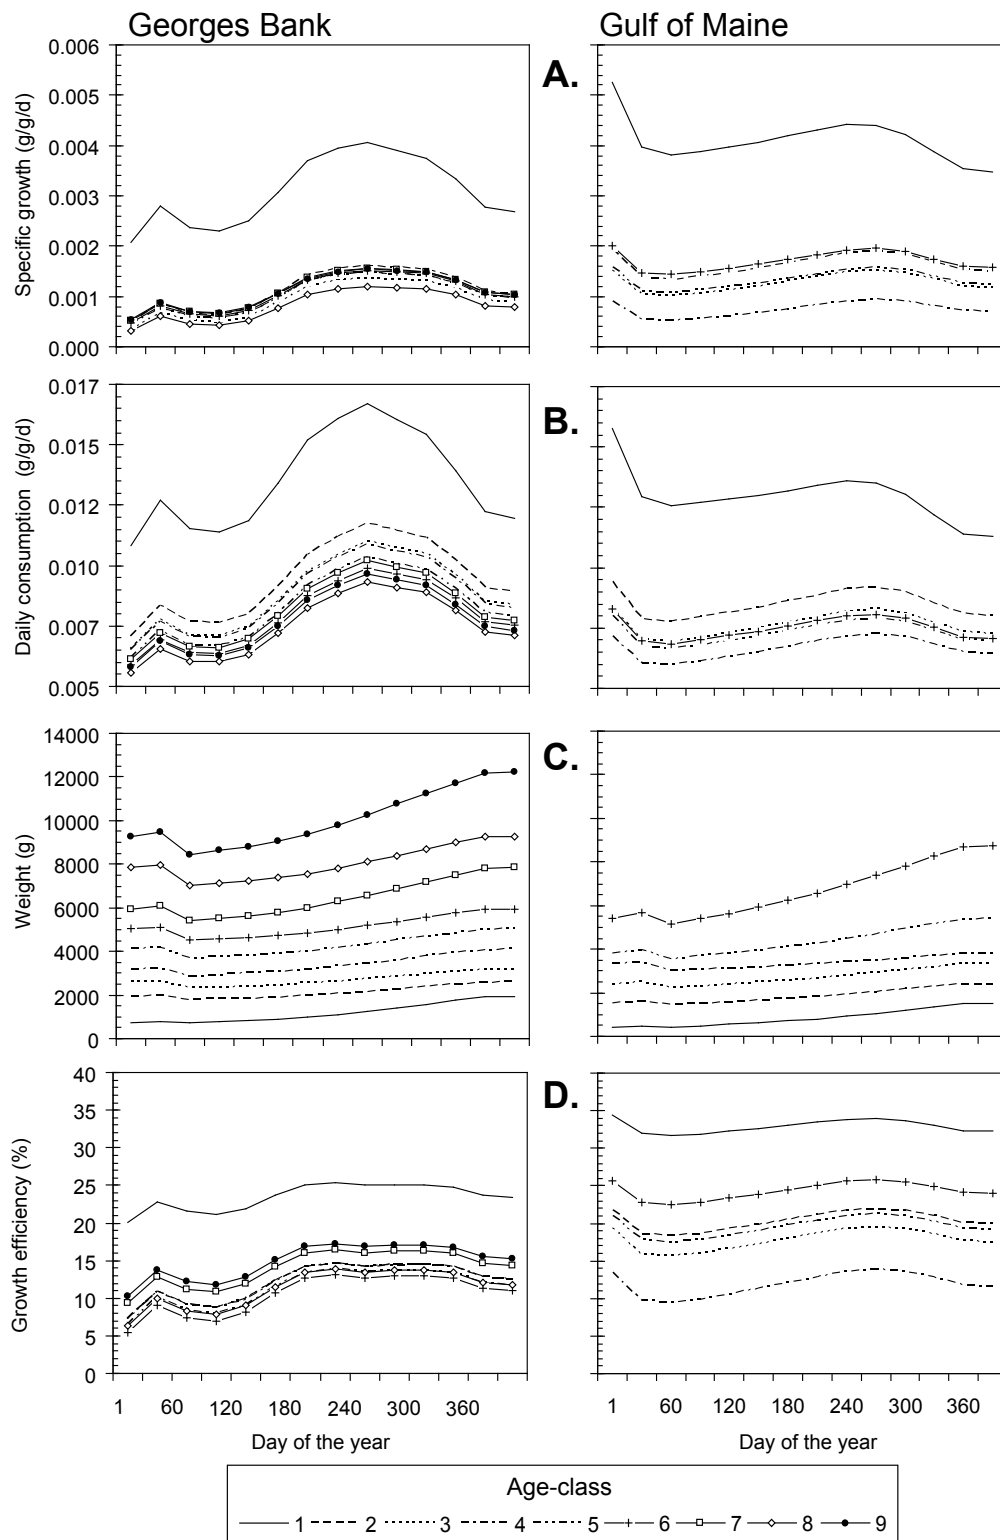 Georges Bank
Gulf of Maine
A.
Specific growth (g/g/d)
0.006
0.005
0.004
0.003
0.002
0.001
0.000
B.
Daily consumption (g/g/d)
0.017
0.015
0.012
0.010
0.007
0.005
C.
Weight (g)
14000
12000
10000
8000
6000
4000
2000
0
D.
Growth efficiency (%)
40
35
30
25
20
15
10
5
0
1 60 120 180 240 300 360
1 60 120 180 240 300 360
Day of the year
Day of the year
Age-class
1 2 3 4 5 6 7 8 9